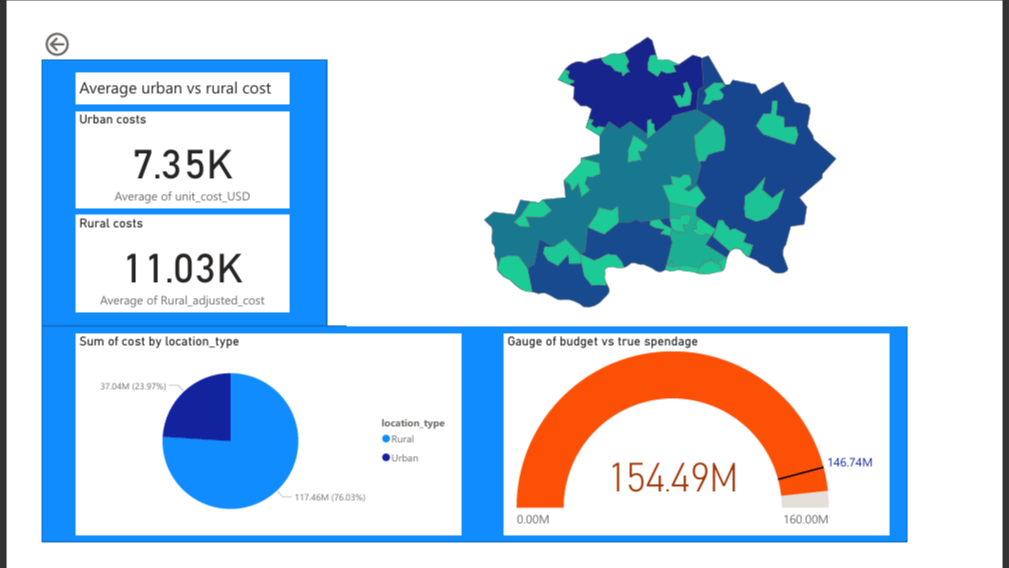 Average urban vs rural cost
Urban costs
7.35K
Average of unit_cost_USD
Rural costs
11.03K
Average of Rural_adjusted_cost
Sum of cost by location_type
37.04M (23.97%)
117.46M (76.03%)
location_type
Rural
Urban
Gauge of budget vs true spendage
154.49M
146.74M
0.00M
160.00M